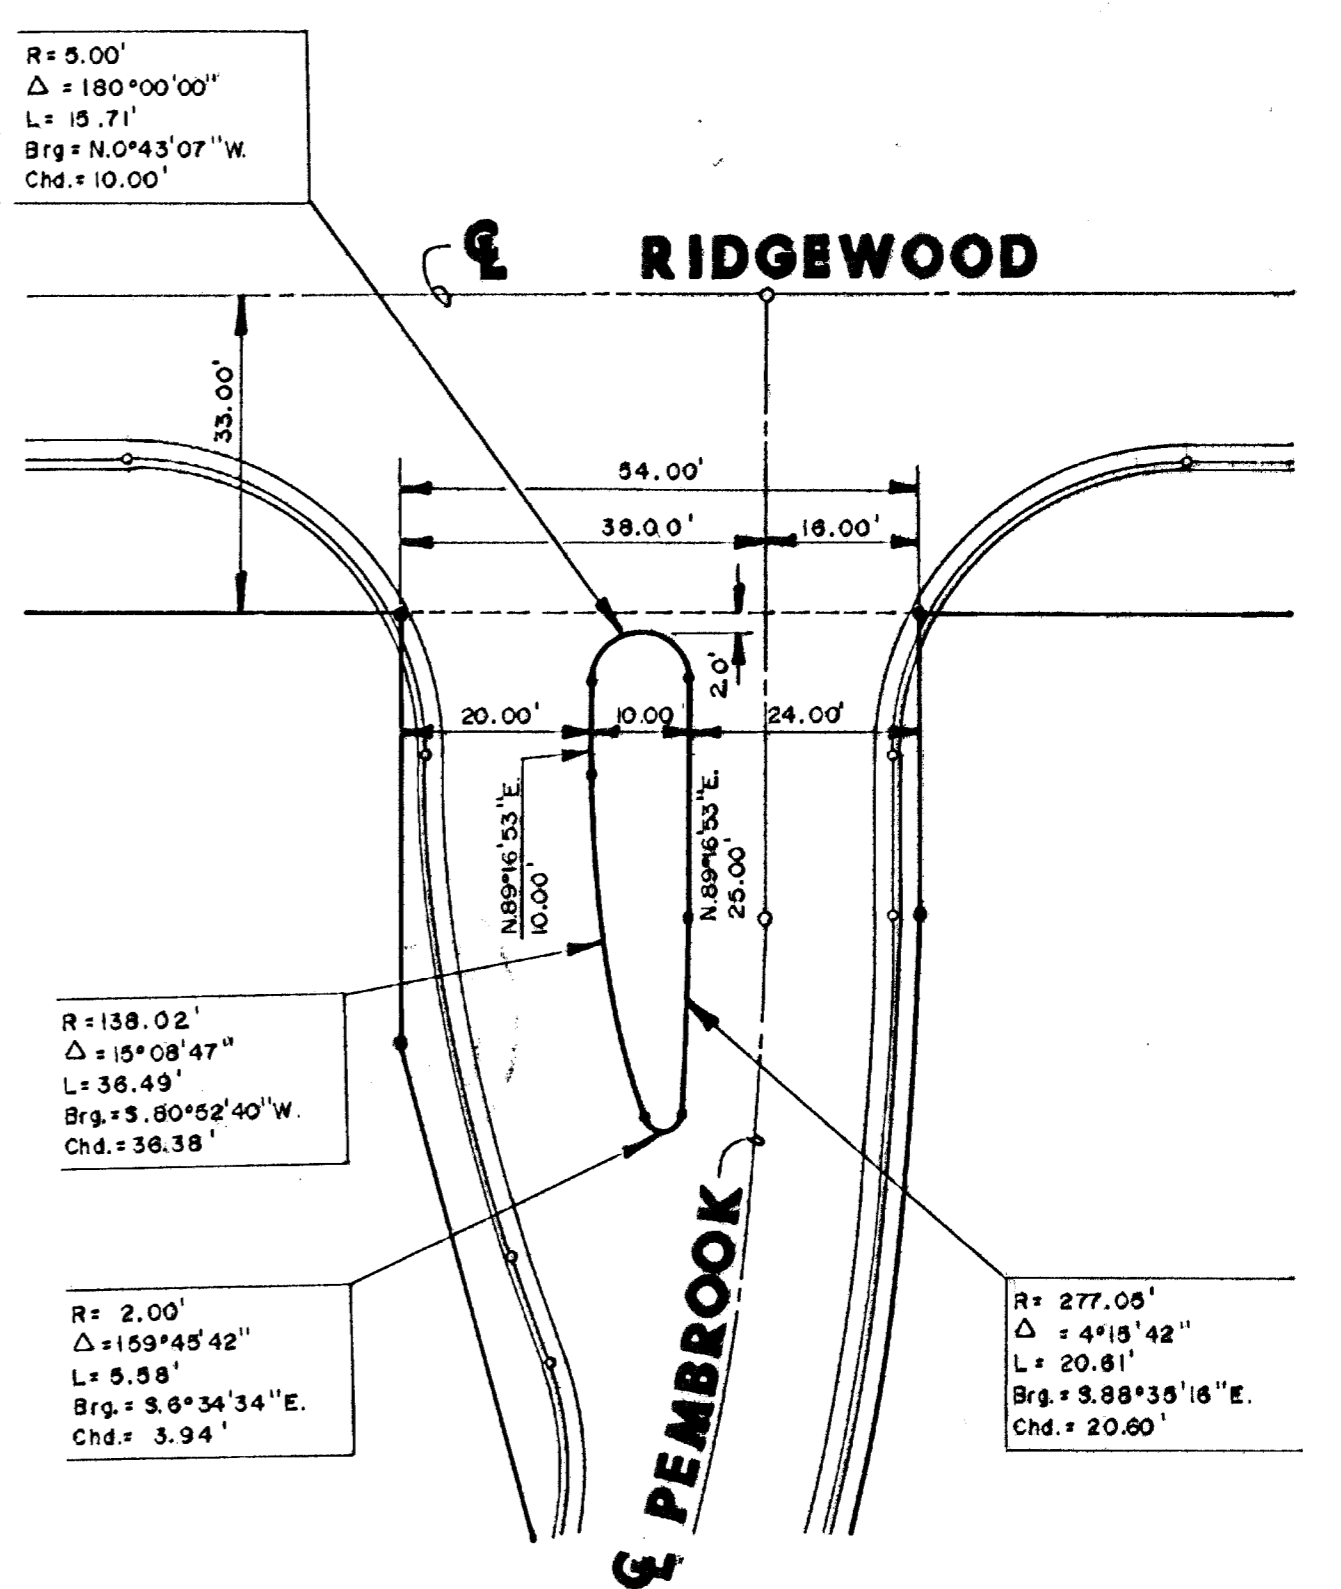 R= 5.00'
Δ = 180°00'00"
L= 15.71'
Brg= N.0°43'07"W.
Chd.= 10.00'
℄ RIDGEWOOD
33.00'
54.00'
38.00'
16.00'
2.0'
20.00'
10.00
24.00'
N.89°16'53"E.
10.00'
N.89°16'53"E.
25.00'
R=138.02'
Δ =15°08'47"
L= 36.49'
Brg.= S.80°52'40"W.
Chd.= 36.38'
R= 2.00'
Δ =159°45'42"
L= 5.58'
Brg.= S.6°34'34"E.
Chd.= 3.94'
R= 277.05'
Δ = 4°15'42"
L= 20.61'
Brg.= S.88°35'16"E.
Chd.= 20.60'
℄ PEMBROOK